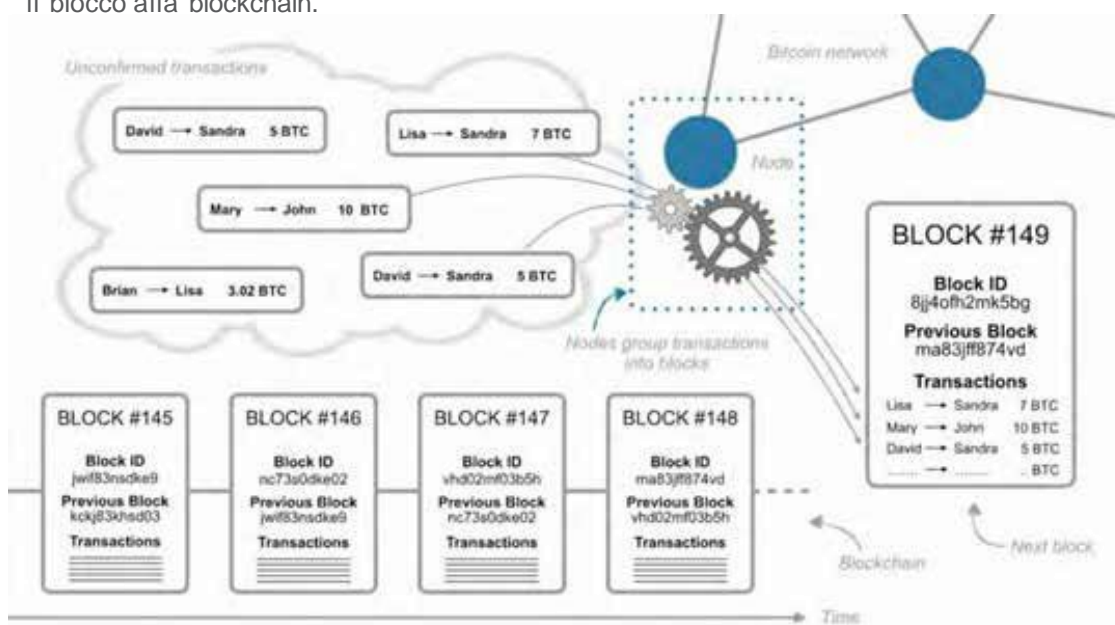 il blocco alla blockchain.
Unconfirmed transactions
Bitcoin network
David → Sandra 5 BTC
Lisa → Sandra 7 BTC
Node
Mary → John 10 BTC
David → Sandra 5 BTC
Brian → Lisa 3.02 BTC
Nodes group transactions
into blocks
BLOCK #149
Block ID
8jj4ofh2mk5bg
Previous Block
ma83jff874vd
Transactions
Lisa → Sandra 7 BTC
Mary → John 10 BTC
David → Sandra 5 BTC
........ → ........ .. BTC
BLOCK #145
Block ID
jwif83nsdke9
Previous Block
kckj83khsd03
Transactions
BLOCK #146
Block ID
nc73s0dke02
Previous Block
jwif83nsdke9
Transactions
BLOCK #147
Block ID
vhd02mf03b5h
Previous Block
nc73s0dke02
Transactions
BLOCK #148
Block ID
ma83jff874vd
Previous Block
vhd02mf03b5h
Transactions
Blockchain
Next block
Time